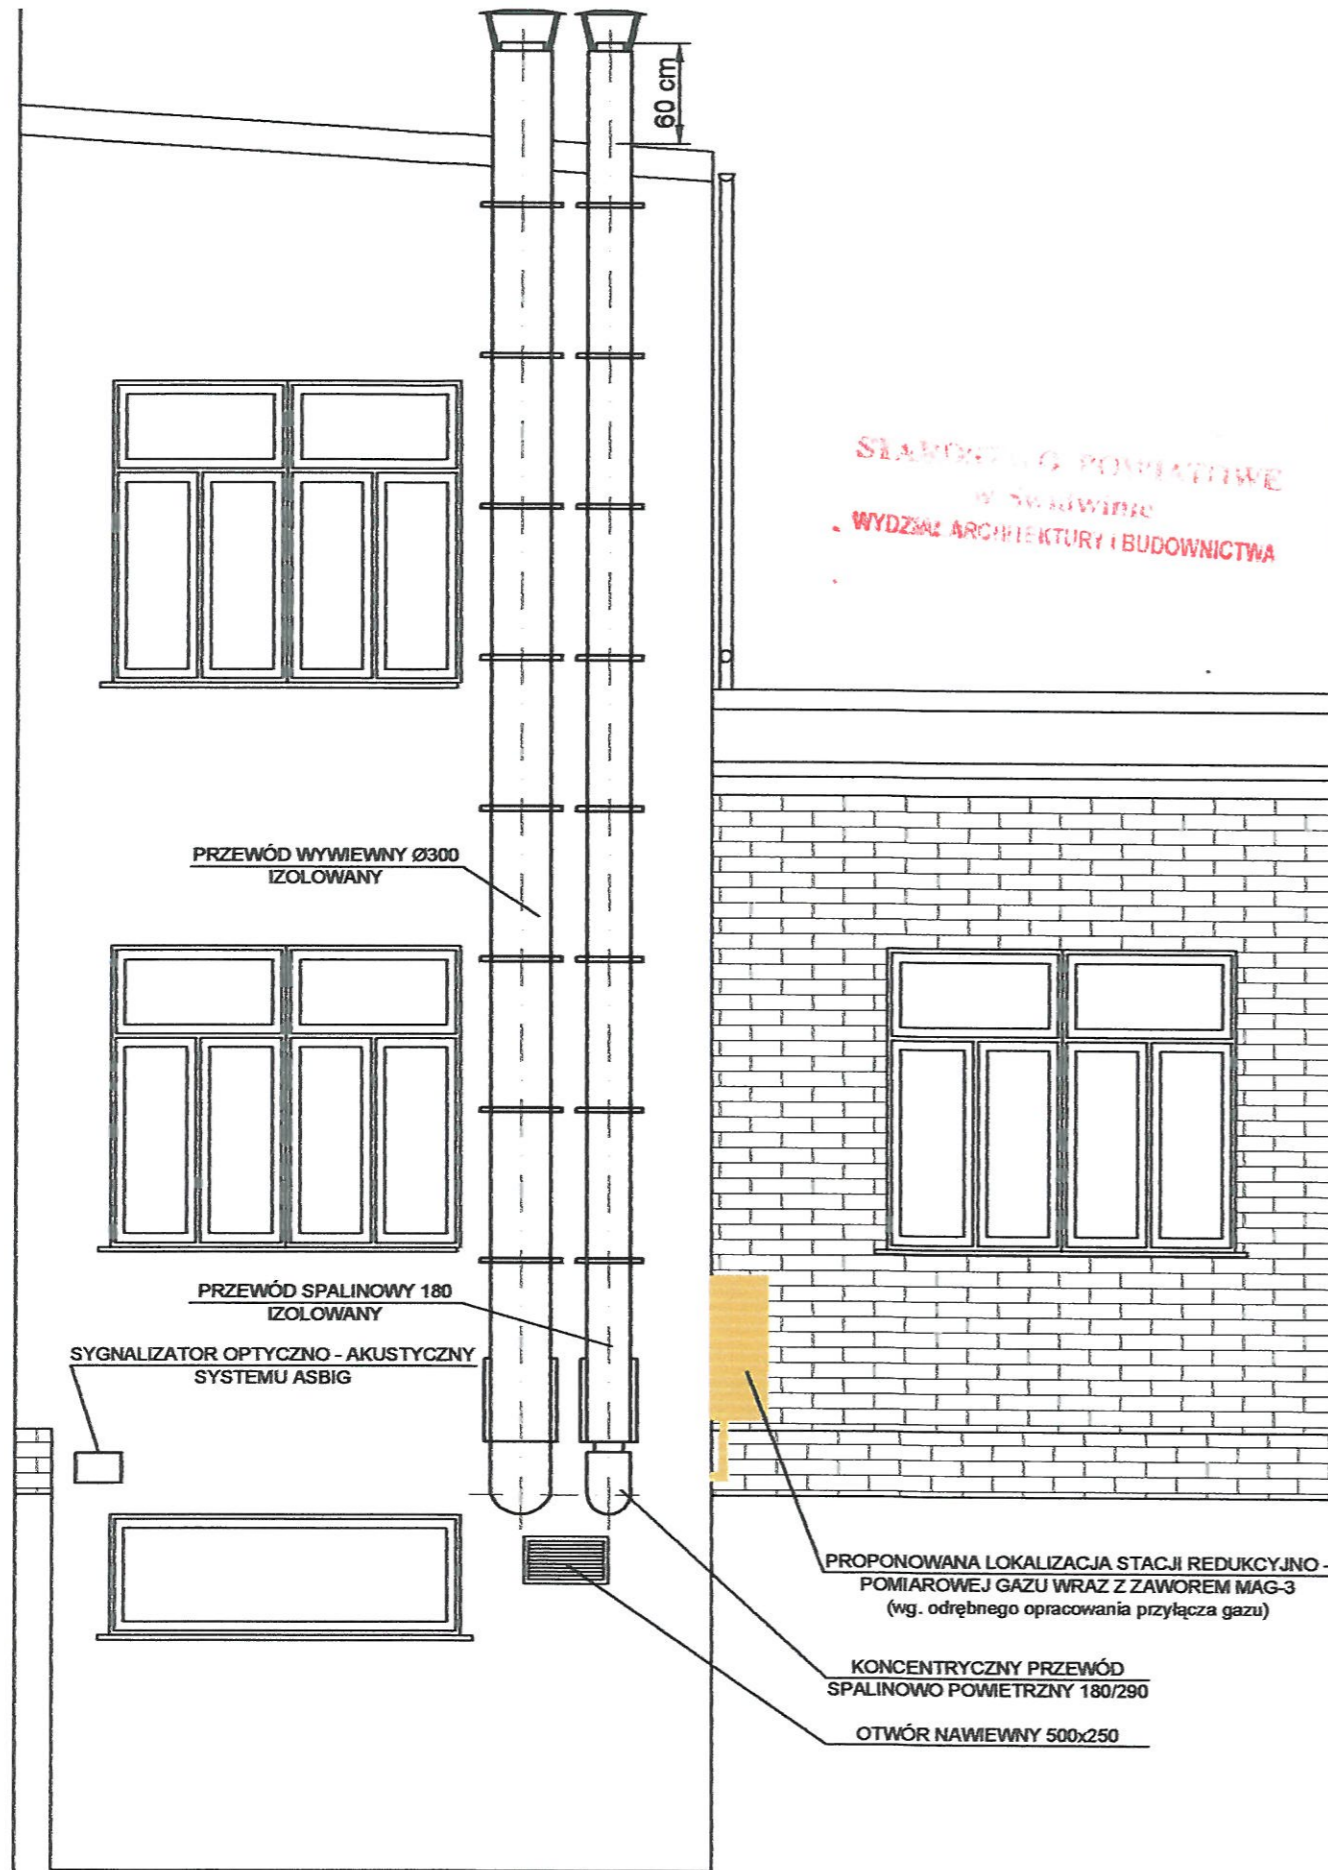 60 cm
POWIATOWE
w Świdwinie
WYDZIAŁ ARCHITEKTURY I BUDOWNICTWA
PRZEWÓD WYWIEWNY Ø300
IZOLOWANY
PRZEWÓD SPALINOWY 180
IZOLOWANY
SYGNALIZATOR OPTYCZNO - AKUSTYCZNY
SYSTEMU ASBIG
PROPONOWANA LOKALIZACJA STACJI REDUKCYJNO -
POMIAROWEJ GAZU WRAZ Z ZAWOREM MAG-3
(wg. odrębnego opracowania przyłącza gazu)
KONCENTRYCZNY PRZEWÓD
SPALINOWO POWIETRZNY 180/290
OTWÓR NAWIEWNY 500x250